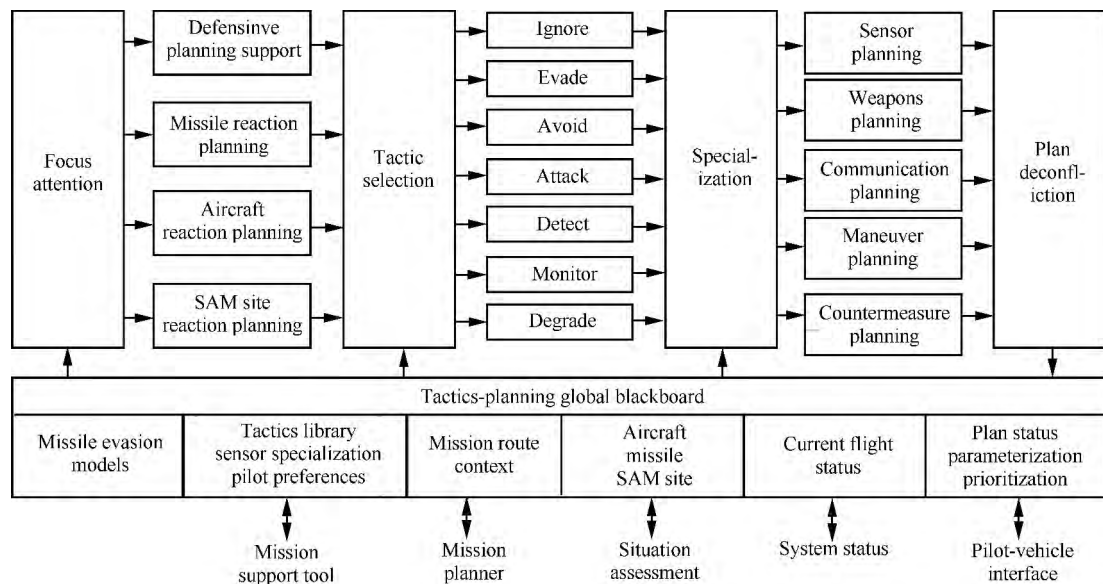 Focus
attention
Defensinve
planning support
Missile reaction
planning
Aircraft
reaction planning
SAM site
reaction planning
Tactic
selection
Ignore
Evade
Avoid
Attack
Detect
Monitor
Degrade
Special-
ization
Sensor
planning
Weapons
planning
Communication
planning
Maneuver
planning
Countermeasure
planning
Plan
deconfli-
ction
Tactics-planning global blackboard
Missile evasion
models
Tactics library
sensor specialization
pilot preferences
Mission route
context
Aircraft
missile
SAM site
Current flight
status
Plan status
parameterization
prioritization
Mission
support tool
Mission
planner
Situation
assessment
System status
Pilot-vehicle
interface